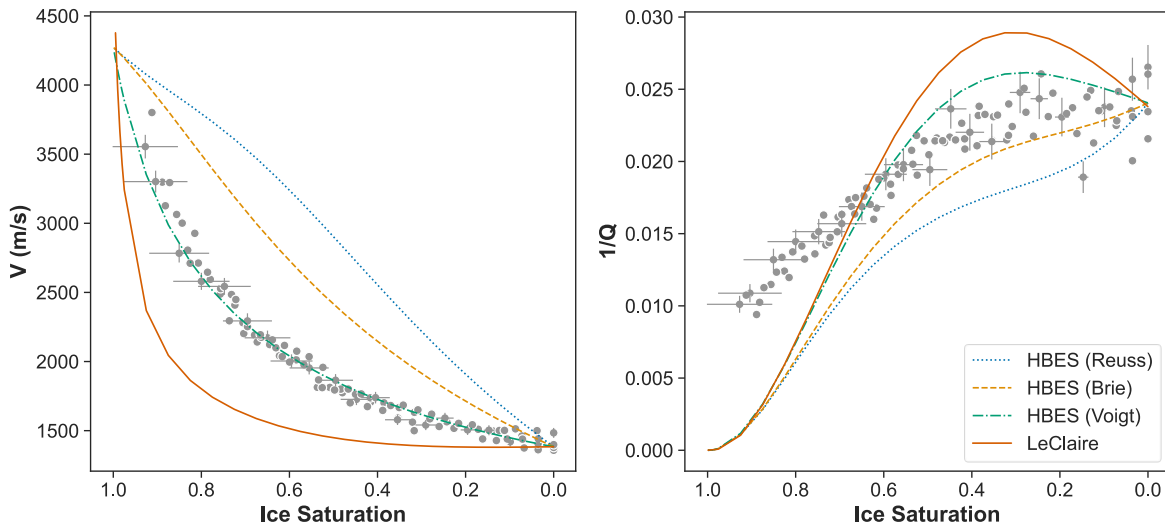 4500
4000
3500
3000
2500
2000
1500
V (m/s)
1.0 0.8 0.6 0.4 0.2 0.0
Ice Saturation
0.030
0.025
0.020
0.015
0.010
0.005
0.000
1/Q
HBES (Reuss)
HBES (Brie)
HBES (Voigt)
LeClaire
1.0 0.8 0.6 0.4 0.2 0.0
Ice Saturation